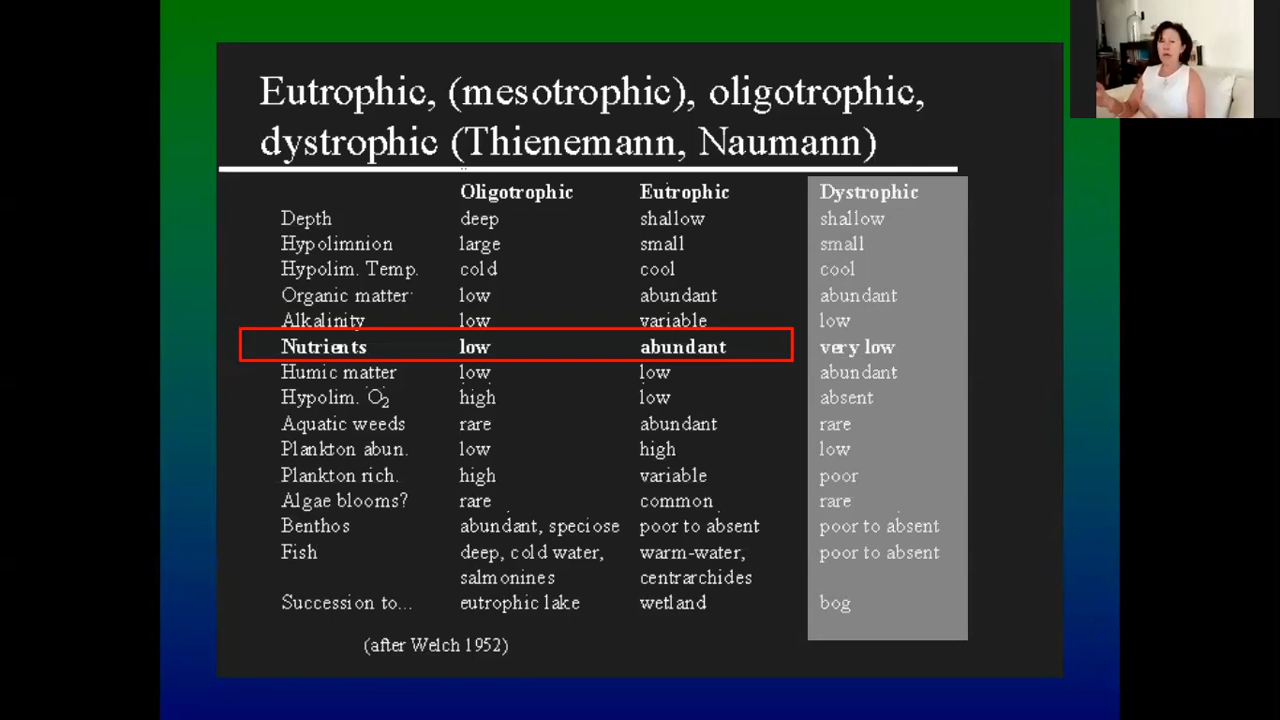 Eutrophic, (mesotrophic), oligotrophic,
dystrophic (Thienemann, Naumann)
Oligotrophic Eutrophic Dystrophic
Depth deep shallow shallow
Hypolimnion large small small
Hypolim. Temp. cold cool cool
Organic matter low abundant abundant
Alkalinity low variable low
Nutrients low abundant very low
Humic matter low low abundant
Hypolim. O₂ high low absent
Aquatic weeds rare abundant rare
Plankton abun. low high low
Plankton rich. high variable poor
Algae blooms? rare common rare
Benthos abundant, speciose poor to absent poor to absent
Fish deep, cold water, warm-water, poor to absent
salmonines centrarchides
Succession to... eutrophic lake wetland bog
(after Welch 1952)